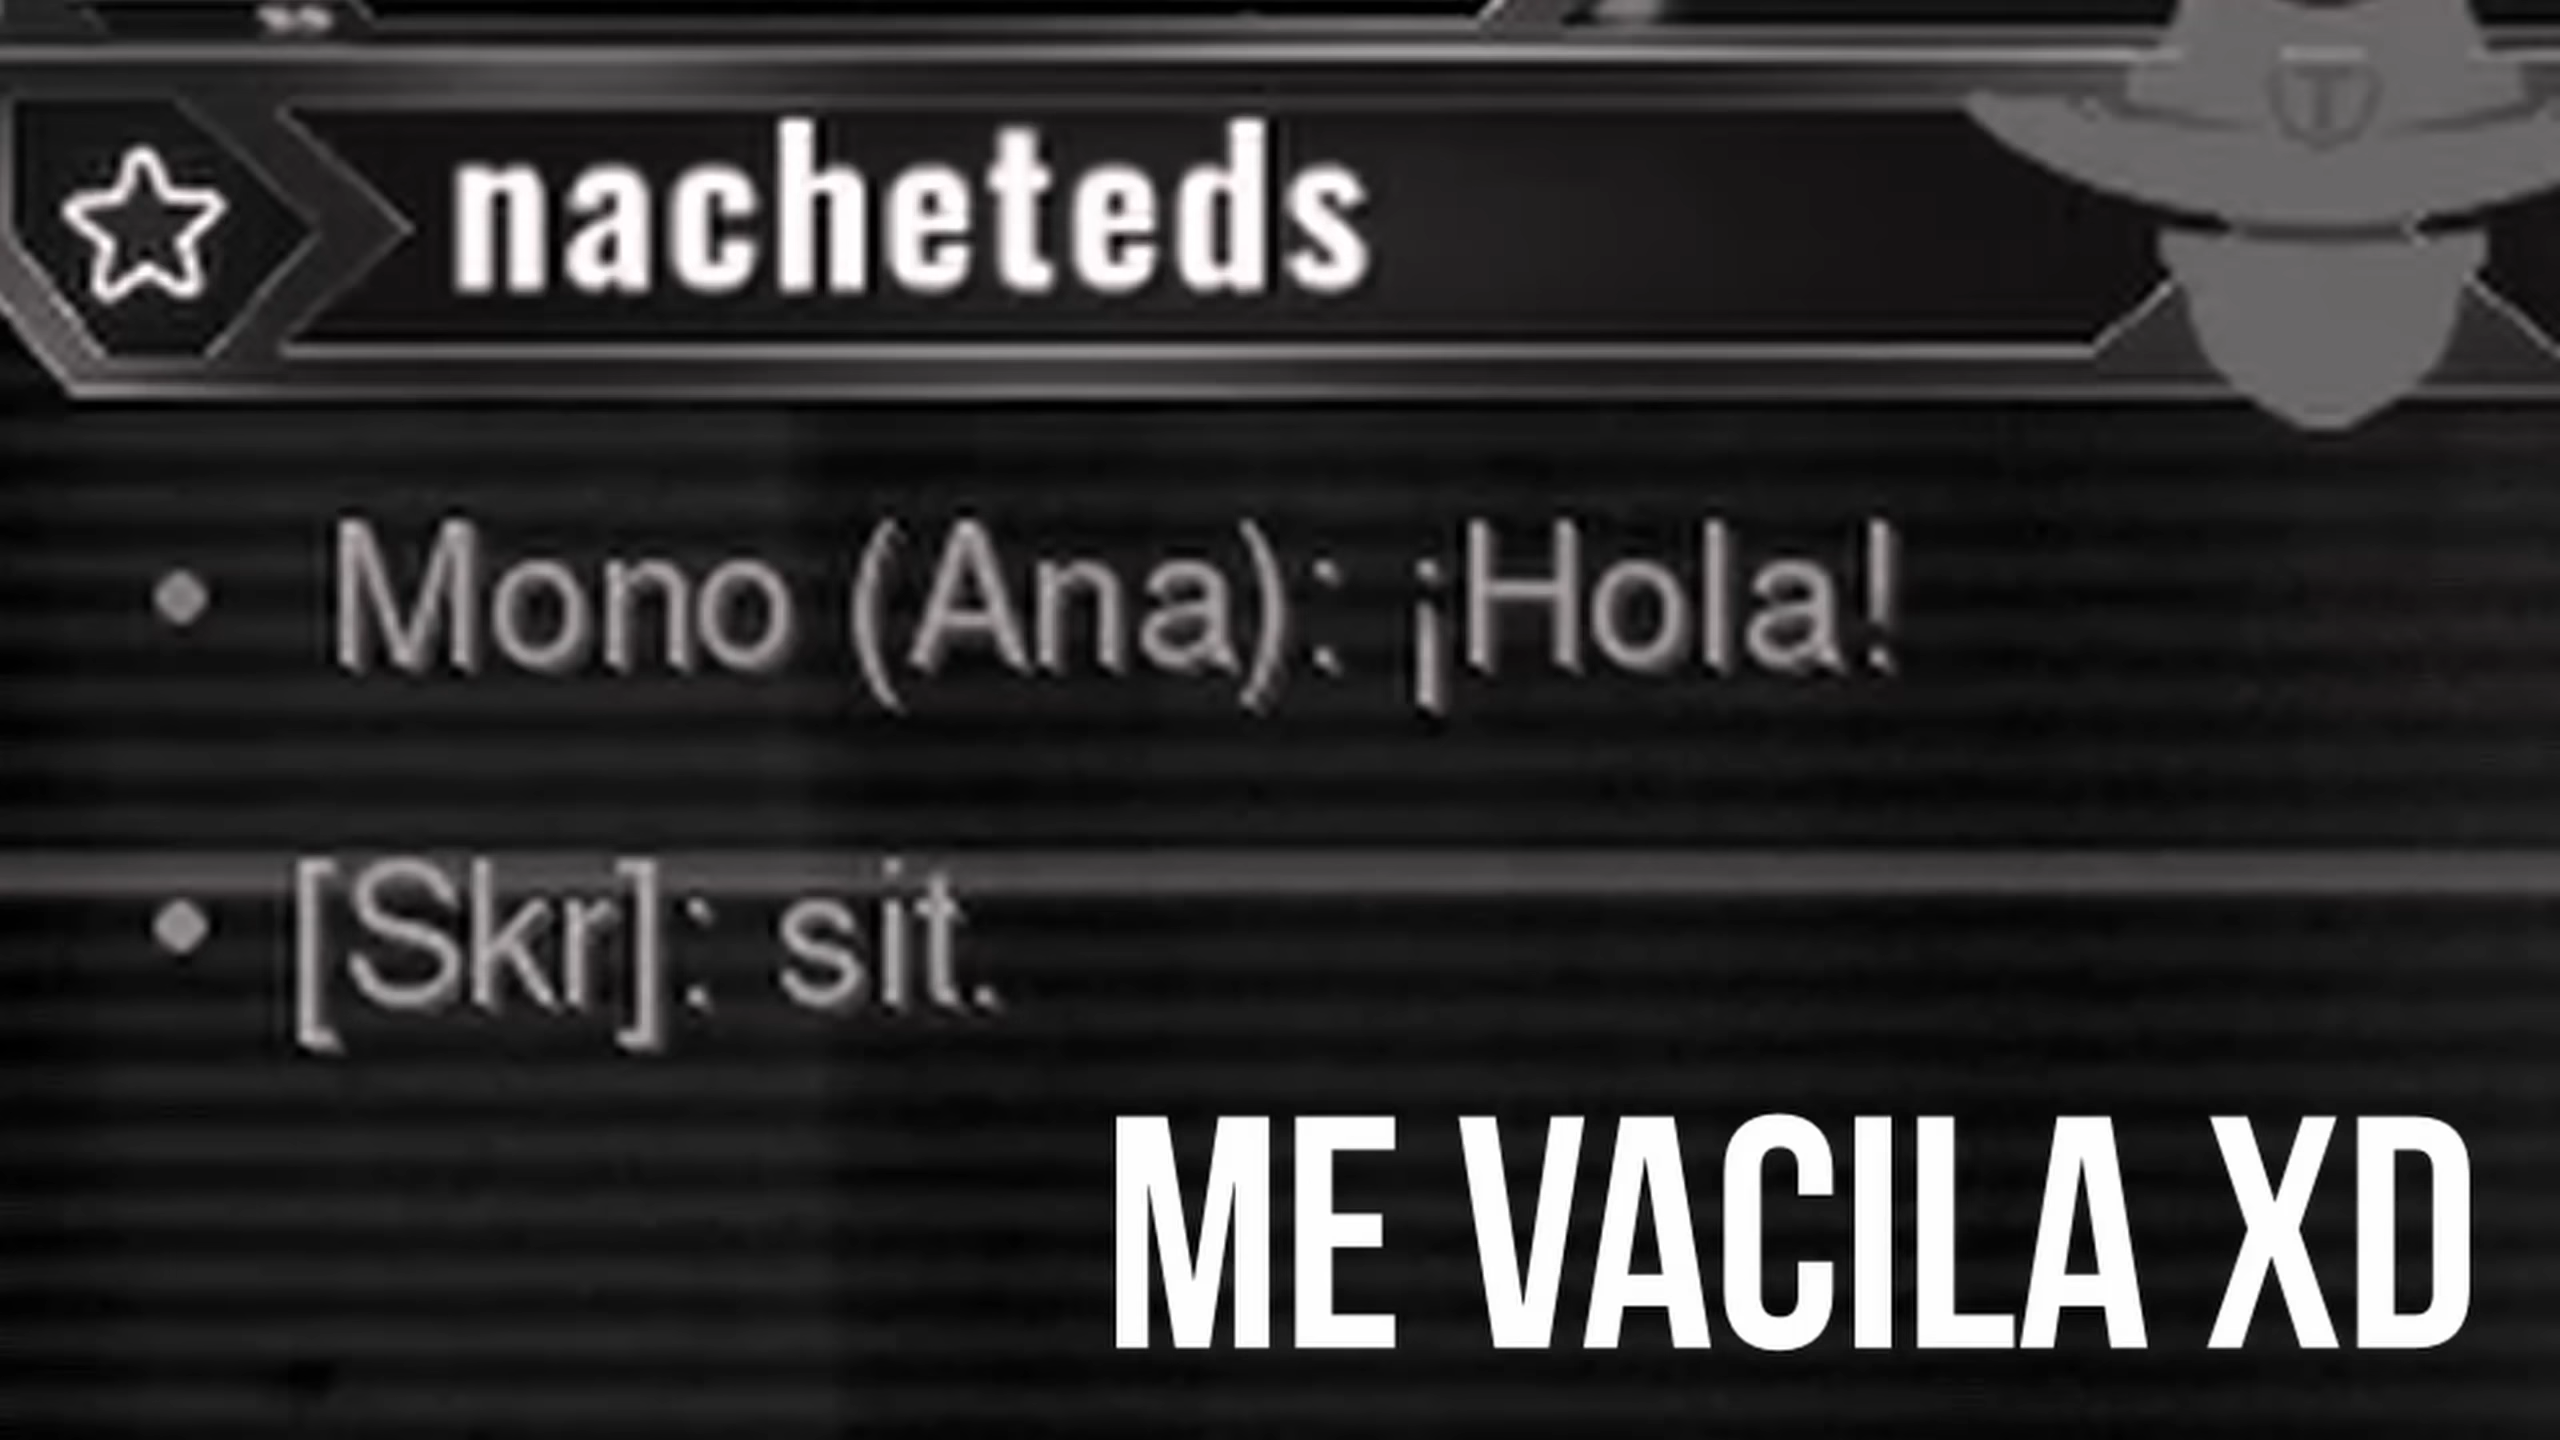 nacheteds
• Mono (Ana): ¡Hola!
• [Skr]: sit.
ME VACILA XD